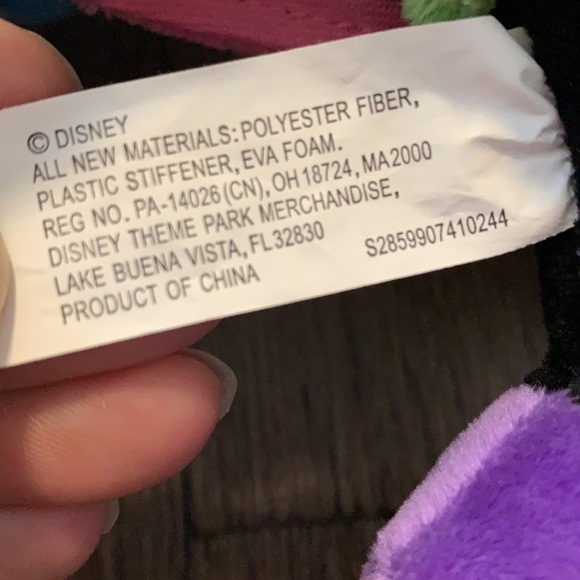 © DISNEY
ALL NEW MATERIALS: POLYESTER FIBER,
PLASTIC STIFFENER, EVA FOAM.
REG NO. PA-14026 (CN), OH 18724, MA2000
DISNEY THEME PARK MERCHANDISE,
LAKE BUENA VISTA, FL 32830
PRODUCT OF CHINA
S2859907410244